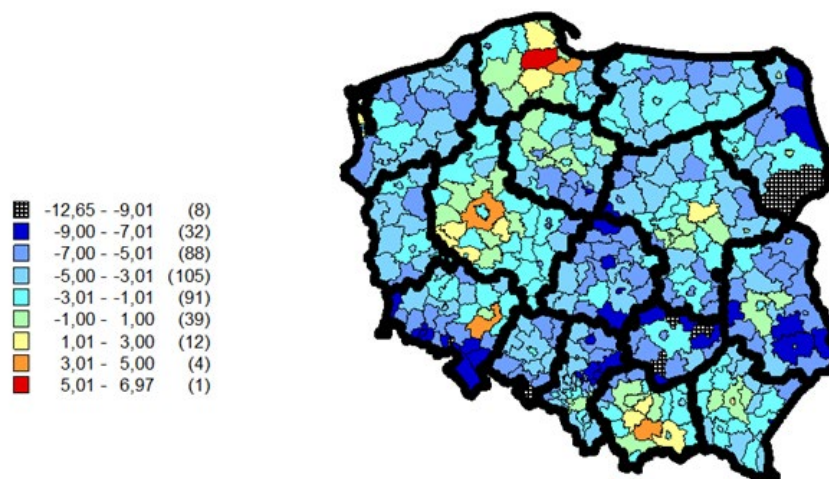 -12,65 - -9,01 (8)
-9,00 - -7,01 (32)
-7,00 - -5,01 (88)
-5,00 - -3,01 (105)
-3,01 - -1,01 (91)
-1,00 - 1,00 (39)
1,01 - 3,00 (12)
3,01 - 5,00 (4)
5,01 - 6,97 (1)